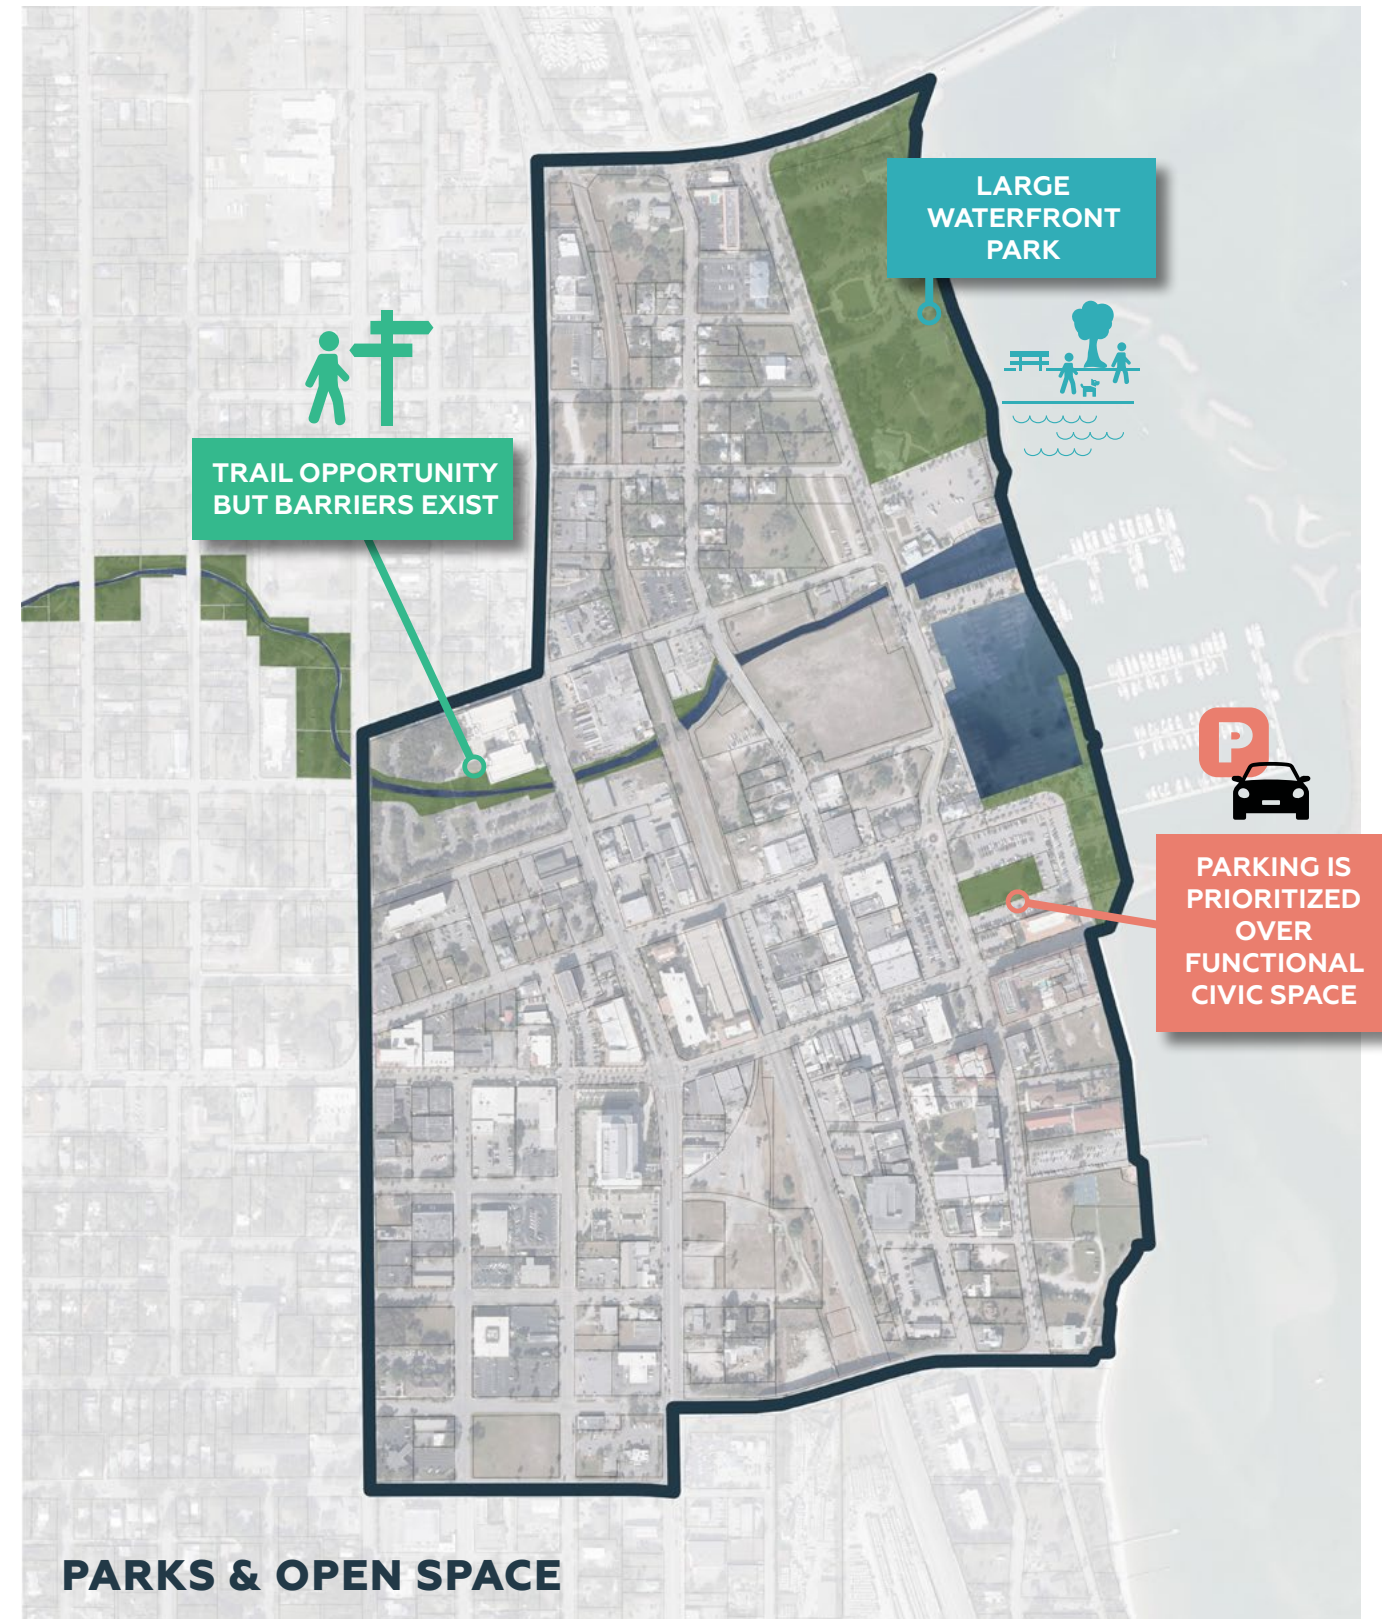 LARGE
WATERFRONT
PARK
TRAIL OPPORTUNITY
BUT BARRIERS EXIST
P
PARKING IS
PRIORITIZED
OVER
FUNCTIONAL
CIVIC SPACE
PARKS & OPEN SPACE